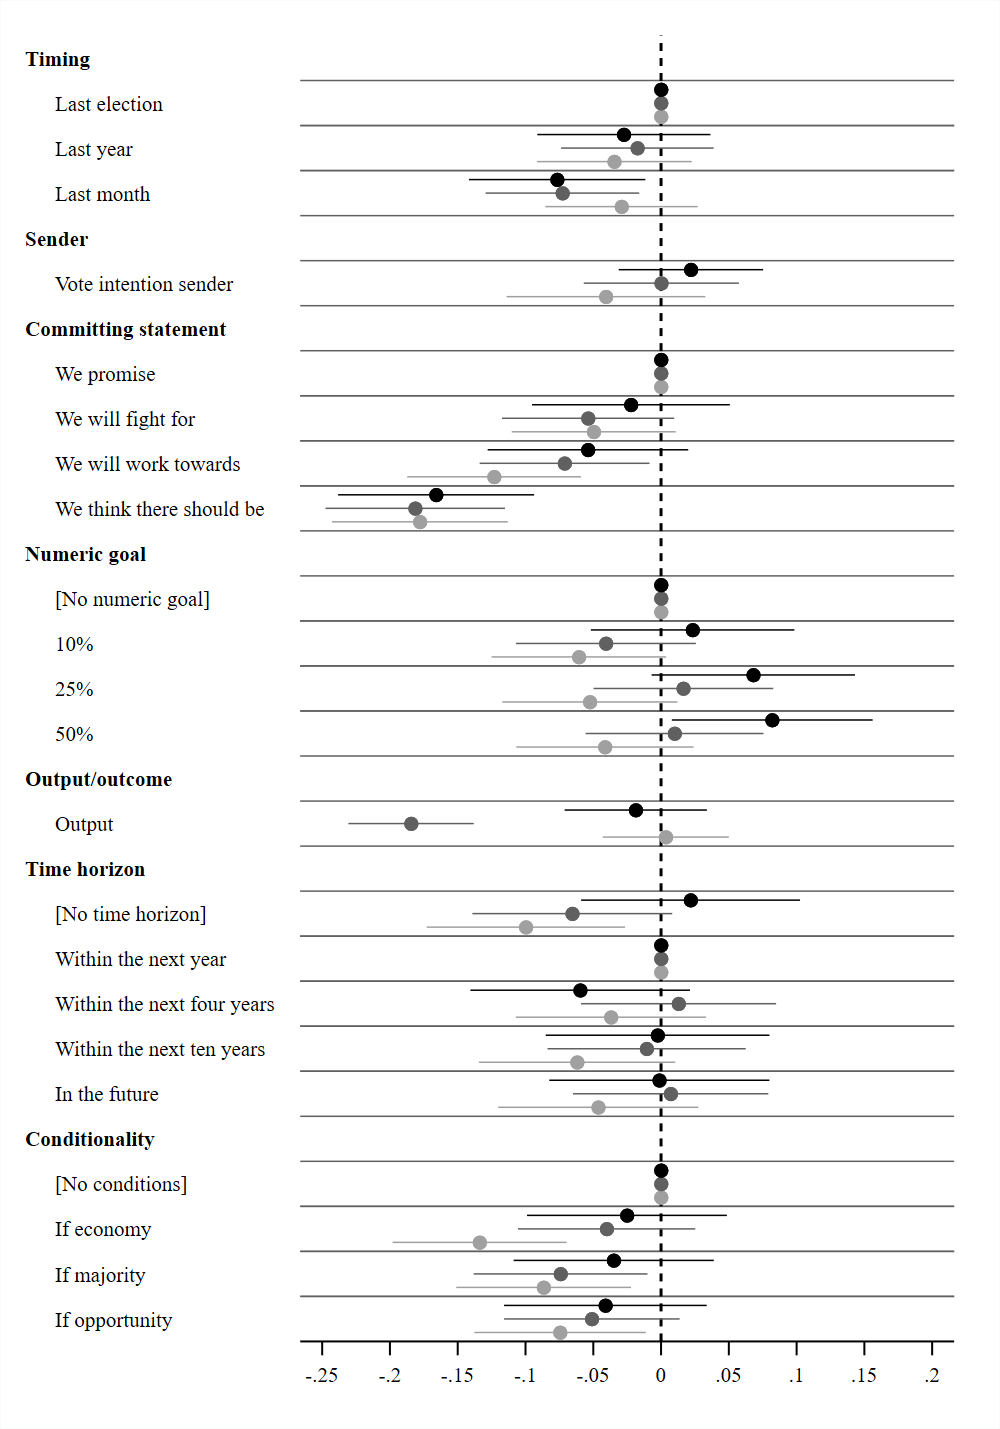 Timing
Last election
Last year
Last month
Sender
Vote intention sender
Committing statement
We promise
We will fight for
We will work towards
We think there should be
Numeric goal
[No numeric goal]
10%
25%
50%
Output/outcome
Output
Time horizon
[No time horizon]
Within the next year
Within the next four years
Within the next ten years
In the future
Conditionality
[No conditions]
If economy
If majority
If opportunity
-.25 -.2 -.15 -.1 -.05 0 .05 .1 .15 .2